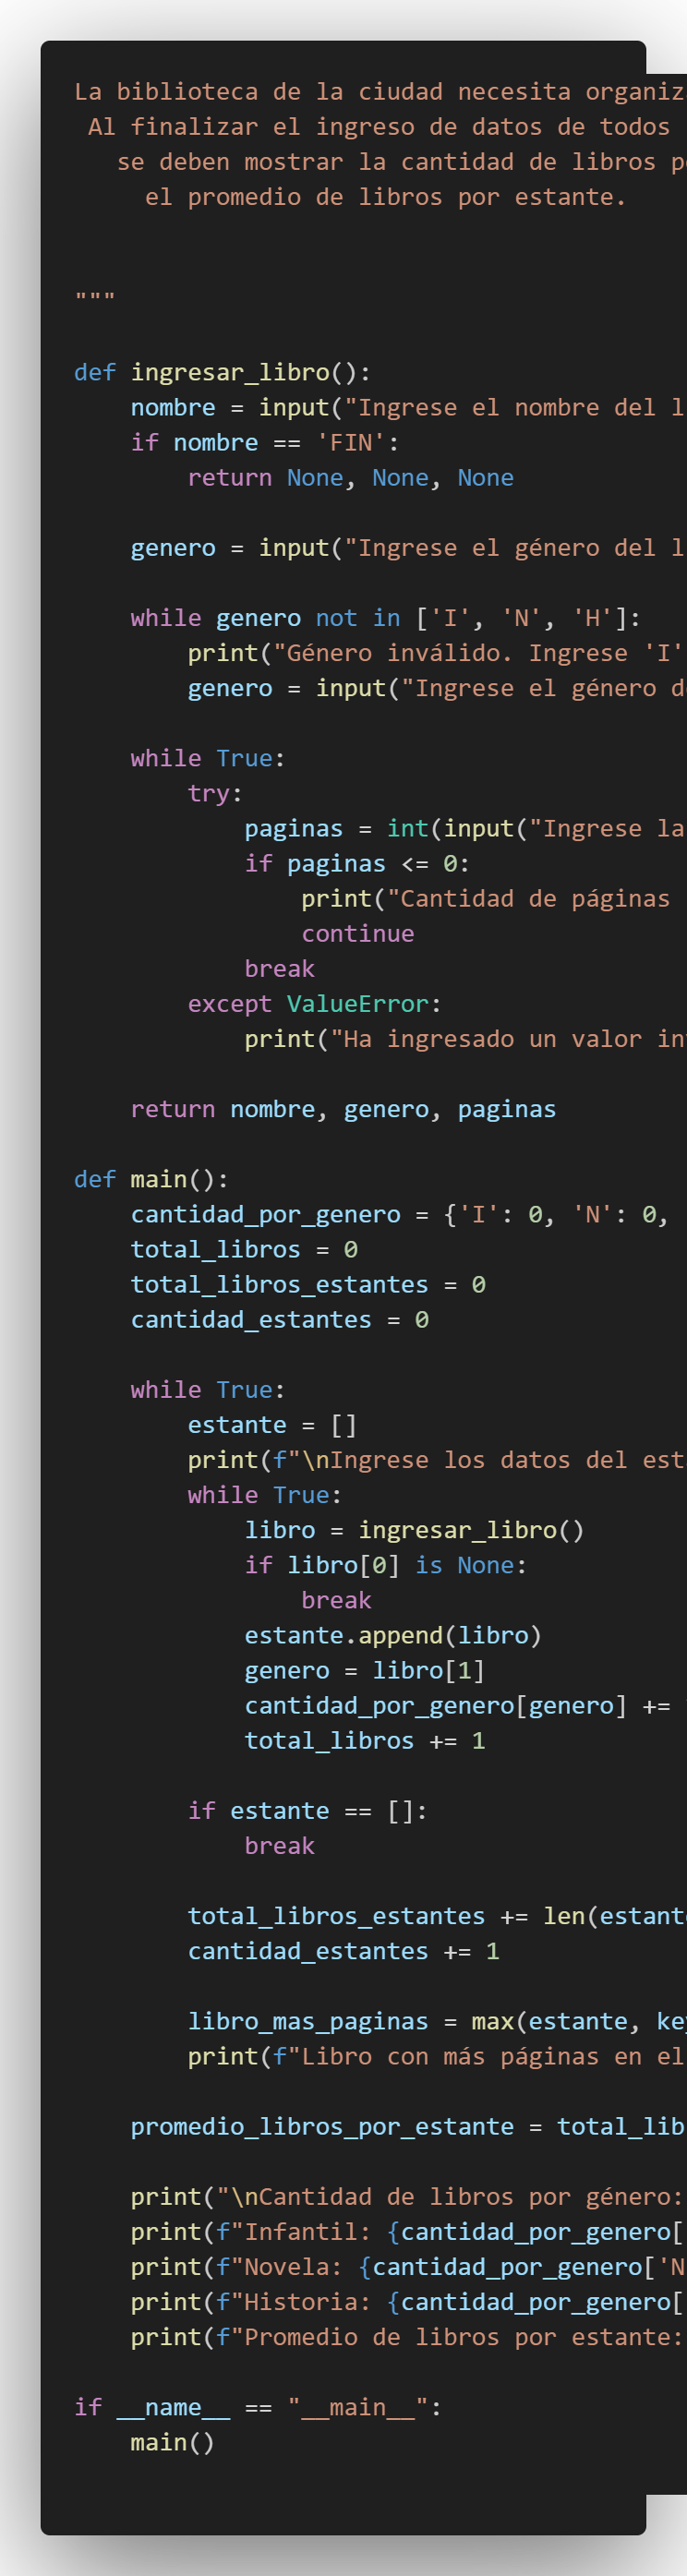 La biblioteca de la ciudad necesita organiz
Al finalizar el ingreso de datos de todos
se deben mostrar la cantidad de libros p
el promedio de libros por estante.
"""
def ingresar_libro():
    nombre = input("Ingrese el nombre del l
    if nombre == 'FIN':
        return None, None, None
    genero = input("Ingrese el género del l
    while genero not in ['I', 'N', 'H']:
        print("Género inválido. Ingrese 'I'
        genero = input("Ingrese el género d
    while True:
        try:
            paginas = int(input("Ingrese la
            if paginas <= 0:
                print("Cantidad de páginas
                continue
            break
        except ValueError:
            print("Ha ingresado un valor in
    return nombre, genero, paginas
def main():
    cantidad_por_genero = {'I': 0, 'N': 0,
    total_libros = 0
    total_libros_estantes = 0
    cantidad_estantes = 0
    while True:
        estante = []
        print(f"\nIngrese los datos del est
        while True:
            libro = ingresar_libro()
            if libro[0] is None:
                break
            estante.append(libro)
            genero = libro[1]
            cantidad_por_genero[genero] +=
            total_libros += 1
        if estante == []:
            break
        total_libros_estantes += len(estant
        cantidad_estantes += 1
        libro_mas_paginas = max(estante, ke
        print(f"Libro con más páginas en el
    promedio_libros_por_estante = total_lib
    print("\nCantidad de libros por género:
    print(f"Infantil: {cantidad_por_genero[
    print(f"Novela: {cantidad_por_genero['N
    print(f"Historia: {cantidad_por_genero[
    print(f"Promedio de libros por estante:
if __name__ == "__main__":
    main()